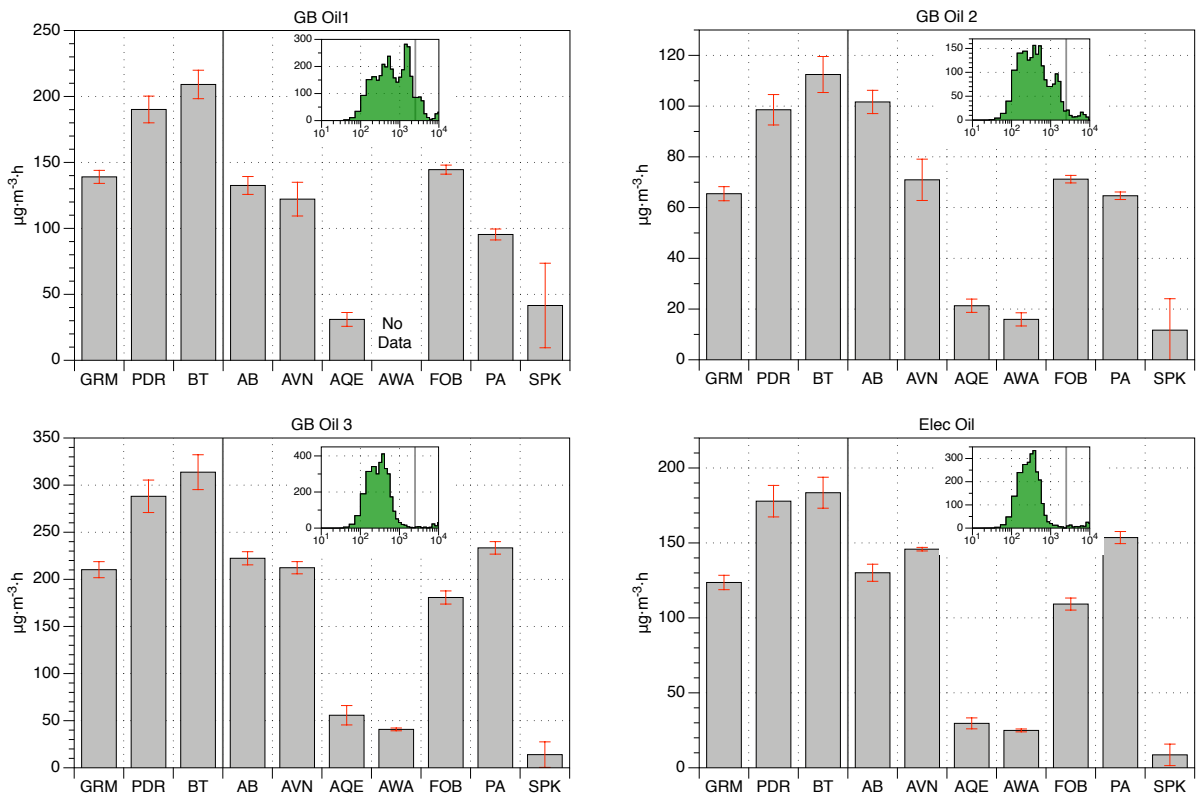 GB Oil1
250
200
150
100
50
0
µg·m⁻³·h
300
200
100
0
10¹ 10² 10³ 10⁴
No
Data
GRM PDR BT AB AVN AQE AWA FOB PA SPK
GB Oil 2
120
100
80
60
40
20
0
µg·m⁻³·h
150
100
50
0
10¹ 10² 10³ 10⁴
GRM PDR BT AB AVN AQE AWA FOB PA SPK
GB Oil 3
350
300
250
200
150
100
50
0
µg·m⁻³·h
400
200
0
10¹ 10² 10³ 10⁴
GRM PDR BT AB AVN AQE AWA FOB PA SPK
Elec Oil
200
150
100
50
0
µg·m⁻³·h
300
200
100
0
10¹ 10² 10³ 10⁴
GRM PDR BT AB AVN AQE AWA FOB PA SPK